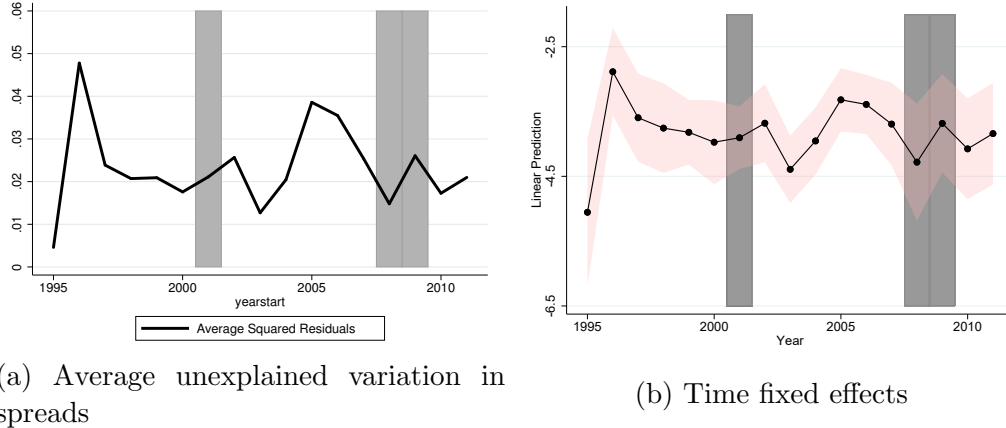 .06
.05
.04
.03
.02
.01
0
1995 2000 2005 2010
yearstart
Average Squared Residuals
(a) Average unexplained variation in
spreads
-2.5
-4.5
-6.5
Linear Prediction
1995 2000 2005 2010
Year
(b) Time fixed effects